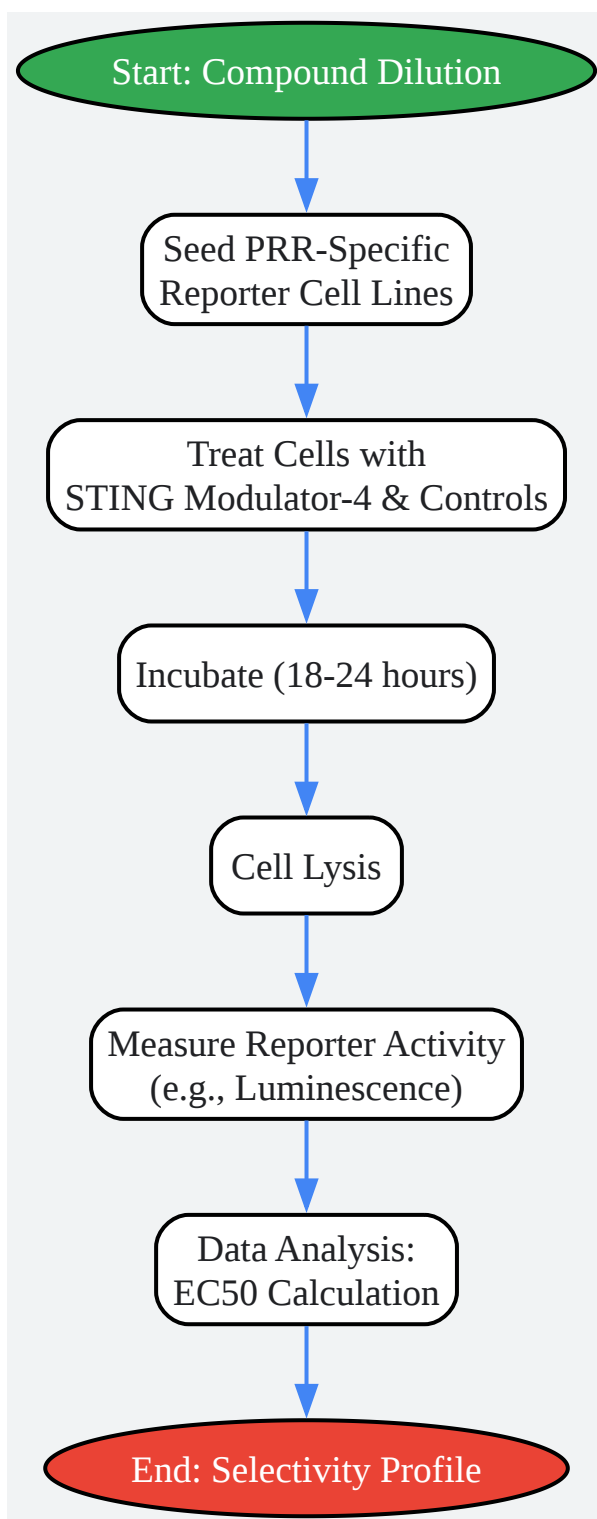 Start: Compound Dilution
Seed PRR-Specific
Reporter Cell Lines
Treat Cells with
STING Modulator-4 & Controls
Incubate (18-24 hours)
Cell Lysis
Measure Reporter Activity
(e.g., Luminescence)
Data Analysis:
EC50 Calculation
End: Selectivity Profile